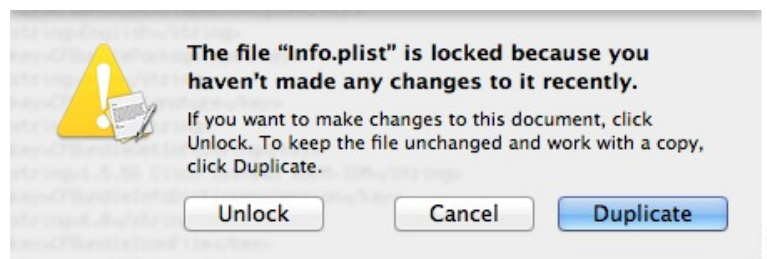 The file “Info.plist” is locked because you
haven't made any changes to it recently.
If you want to make changes to this document, click
Unlock. To keep the file unchanged and work with a copy,
click Duplicate.
Unlock
Cancel
Duplicate